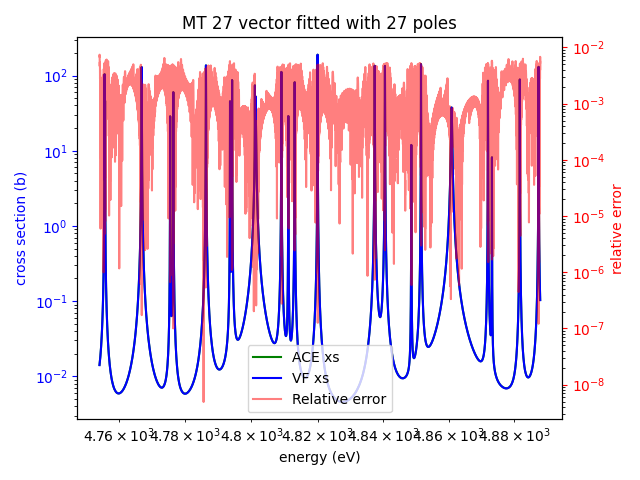 MT 27 vector fitted with 27 poles
10²
10¹
10⁰
10⁻¹
10⁻²
cross section (b)
10⁻²
10⁻³
10⁻⁴
10⁻⁵
10⁻⁶
10⁻⁷
10⁻⁸
relative error
ACE xs
VF xs
Relative error
4.76 × 10³ 4.78 × 10³ 4.8 × 10³ 4.82 × 10³ 4.84 × 10³ 4.86 × 10³ 4.88 × 10³
energy (eV)